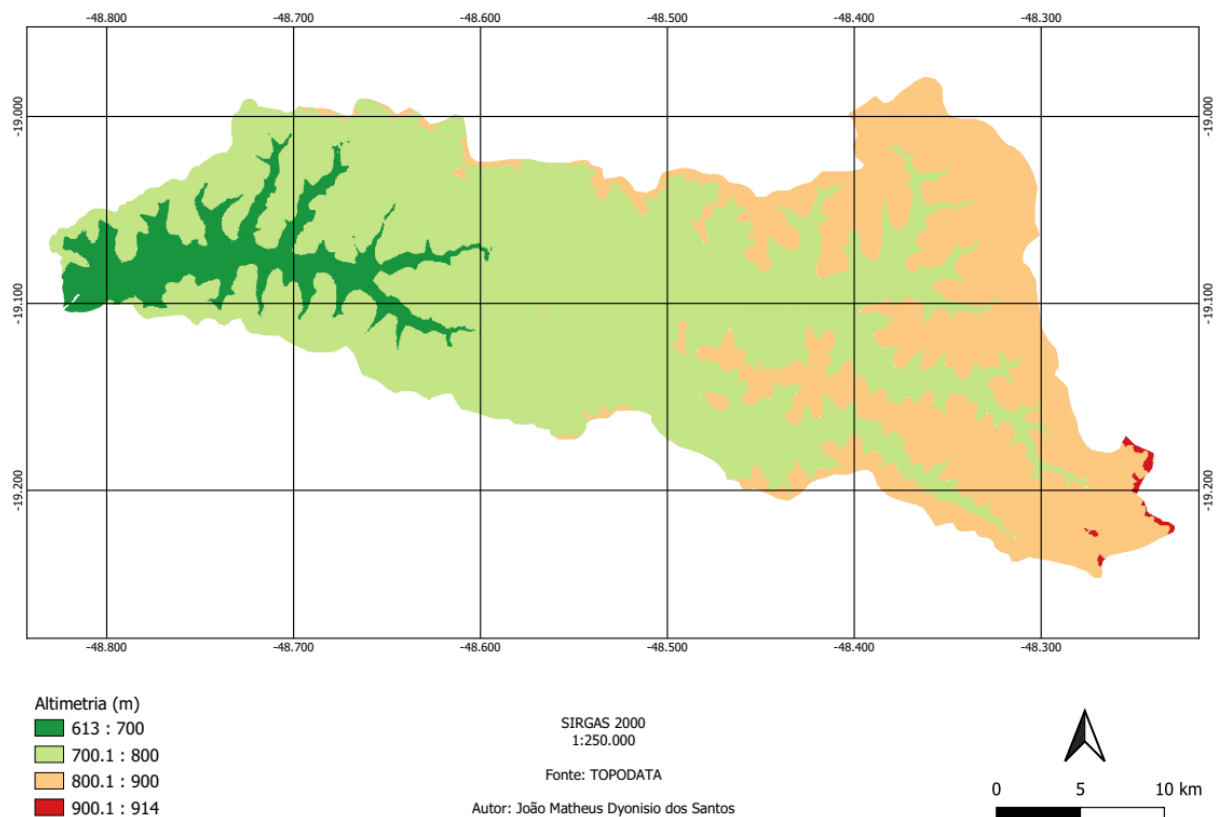 -48.800 -48.700 -48.600 -48.500 -48.400 -48.300
-19.000 -19.000
-19.100 -19.100
-19.200 -19.200
-48.800 -48.700 -48.600 -48.500 -48.400 -48.300
Altimetria (m)
613 : 700
700.1 : 800
800.1 : 900
900.1 : 914
SIRGAS 2000
1:250.000
Fonte: TOPODATA
Autor: João Matheus Dyonisio dos Santos
0 5 10 km